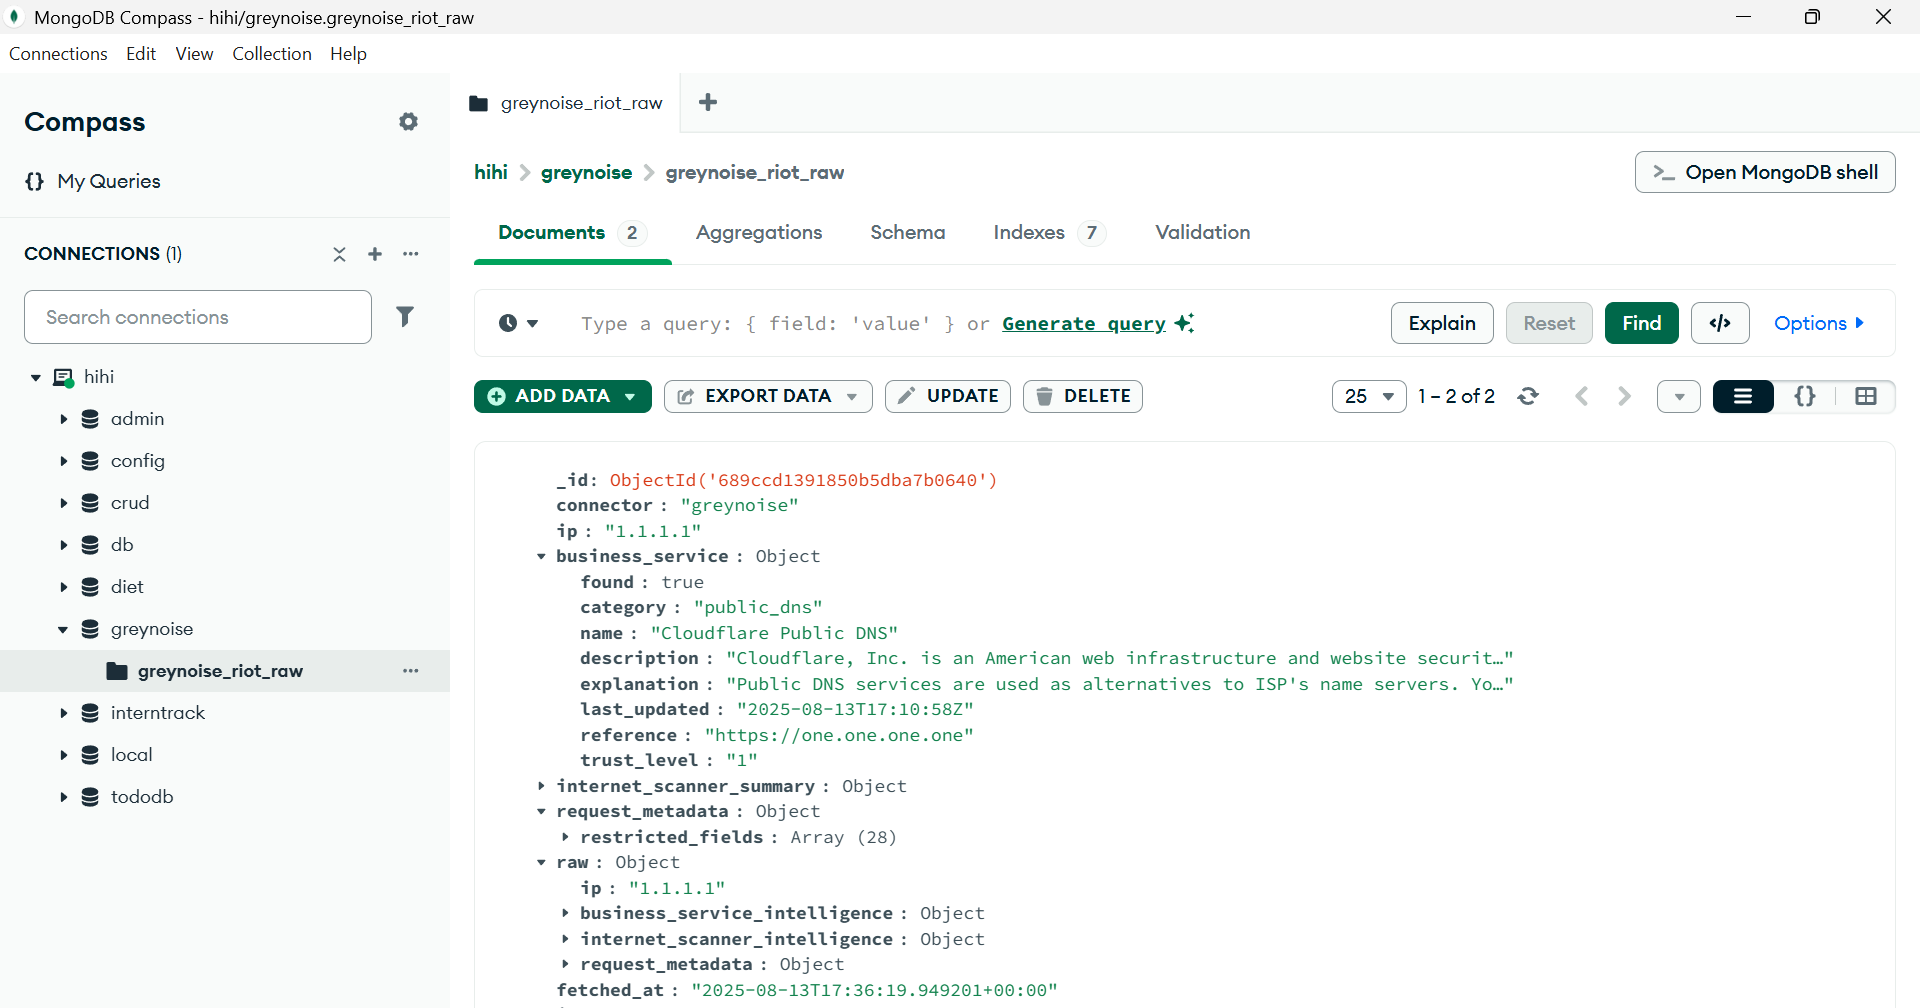 MongoDB Compass - hihi/greynoise.greynoise_riot_raw
Connections Edit View Collection Help
Compass
My Queries
CONNECTIONS (1)
Search connections
hihi
admin
config
crud
db
diet
greynoise
greynoise_riot_raw
interntrack
local
tododb
greynoise_riot_raw
hihi > greynoise > greynoise_riot_raw
>_ Open MongoDB shell
Documents 2 Aggregations Schema Indexes 7 Validation
Type a query: { field: 'value' } or Generate query
Explain Reset Find </> Options
ADD DATA EXPORT DATA UPDATE DELETE
25 1 – 2 of 2 {}
_id: ObjectId('689ccd1391850b5dba7b0640')
connector : "greynoise"
ip : "1.1.1.1"
business_service : Object
found : true
category : "public_dns"
name : "Cloudflare Public DNS"
description : "Cloudflare, Inc. is an American web infrastructure and website securit…"
explanation : "Public DNS services are used as alternatives to ISP's name servers. Yo…"
last_updated : "2025-08-13T17:10:58Z"
reference : "https://one.one.one.one"
trust_level : "1"
internet_scanner_summary : Object
request_metadata : Object
restricted_fields : Array (28)
raw : Object
ip : "1.1.1.1"
business_service_intelligence : Object
internet_scanner_intelligence : Object
request_metadata : Object
fetched_at : "2025-08-13T17:36:19.949201+00:00"